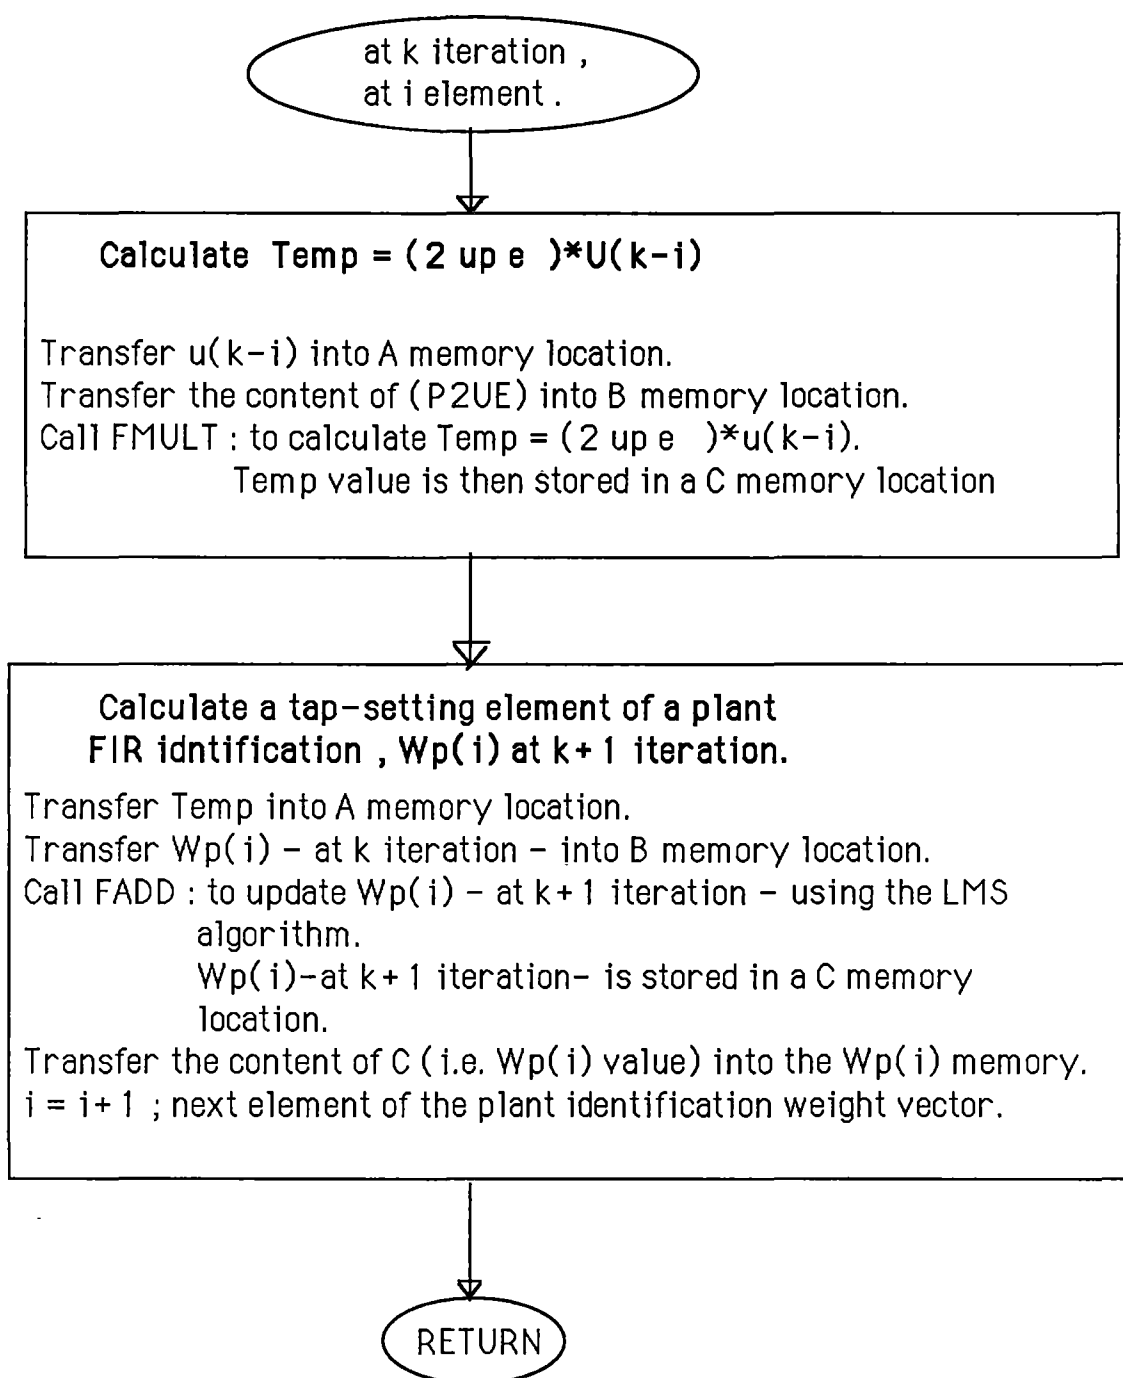 at k iteration ,
at i element .
Calculate Temp = (2 up e )*U(k-i)
Transfer u(k-i) into A memory location.
Transfer the content of (P2UE) into B memory location.
Call FMULT : to calculate Temp = (2 up e )*u(k-i).
Temp value is then stored in a C memory location
Calculate a tap-setting element of a plant
FIR idntification , Wp(i) at k+1 iteration.
Transfer Temp into A memory location.
Transfer Wp(i) - at k iteration - into B memory location.
Call FADD : to update Wp(i) - at k+1 iteration - using the LMS
algorithm.
Wp(i)-at k+1 iteration- is stored in a C memory
location.
Transfer the content of C (i.e. Wp(i) value) into the Wp(i) memory.
i = i+1 ; next element of the plant identification weight vector.
RETURN